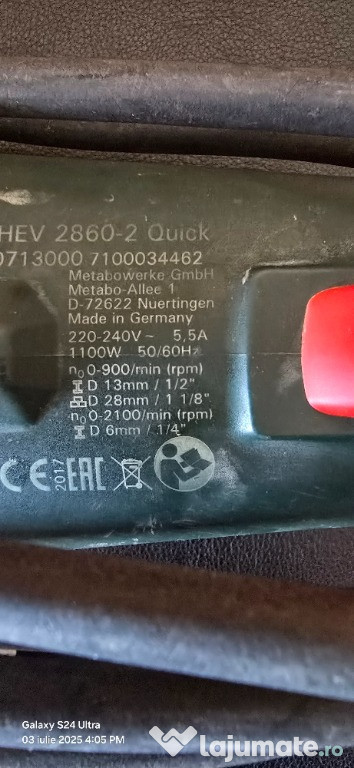 HEV 2860-2 Quick
0713000 7100034462
Metabowerke GmbH
Metabo-Allee 1
D-72622 Nuertingen
Made in Germany
220-240V~ 5,5A
1100W 50/60Hz
n₀ 0-900/min (rpm)
D 13mm / 1/2"
D 28mm / 1 1/8"
n₀ 0-2100/min (rpm)
D 6mm / 1/4"
CE 2017 EAC
Galaxy S24 Ultra
03 iulie 2025 4:05 PM
lajumate.ro